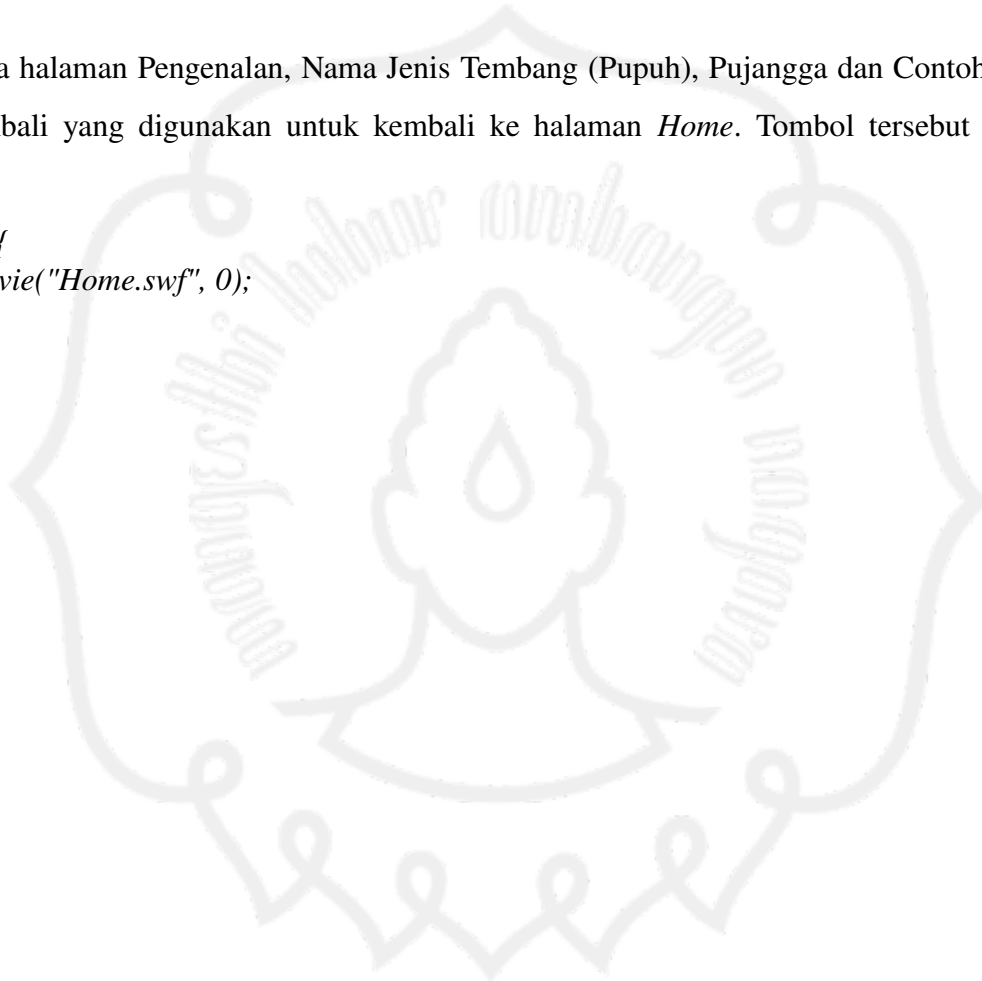 a halaman Pengenalan, Nama Jenis Tembang (Pupuh), Pujangga dan Contoh
bali yang digunakan untuk kembali ke halaman Home. Tombol tersebut
{
vie("Home.swf", 0);